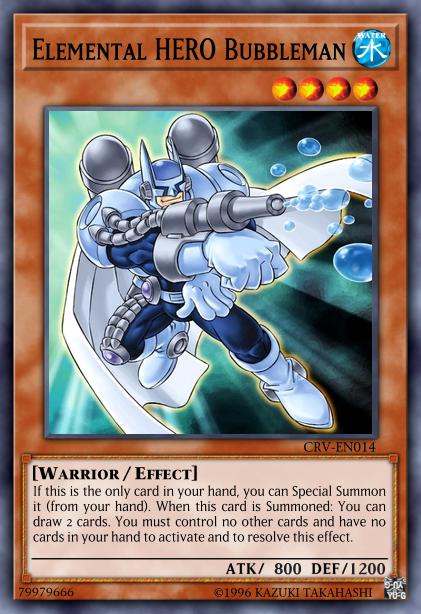 ELEMENTAL HERO BUBBLEMAN
WATER
水
CRV-EN014
[WARRIOR / EFFECT]
If this is the only card in your hand, you can Special Summon
it (from your hand). When this card is Summoned: You can
draw 2 cards. You must control no other cards and have no
cards in your hand to activate and to resolve this effect.
ATK/ 800 DEF/1200
79979666
©1996 KAZUKI TAKAHASHI